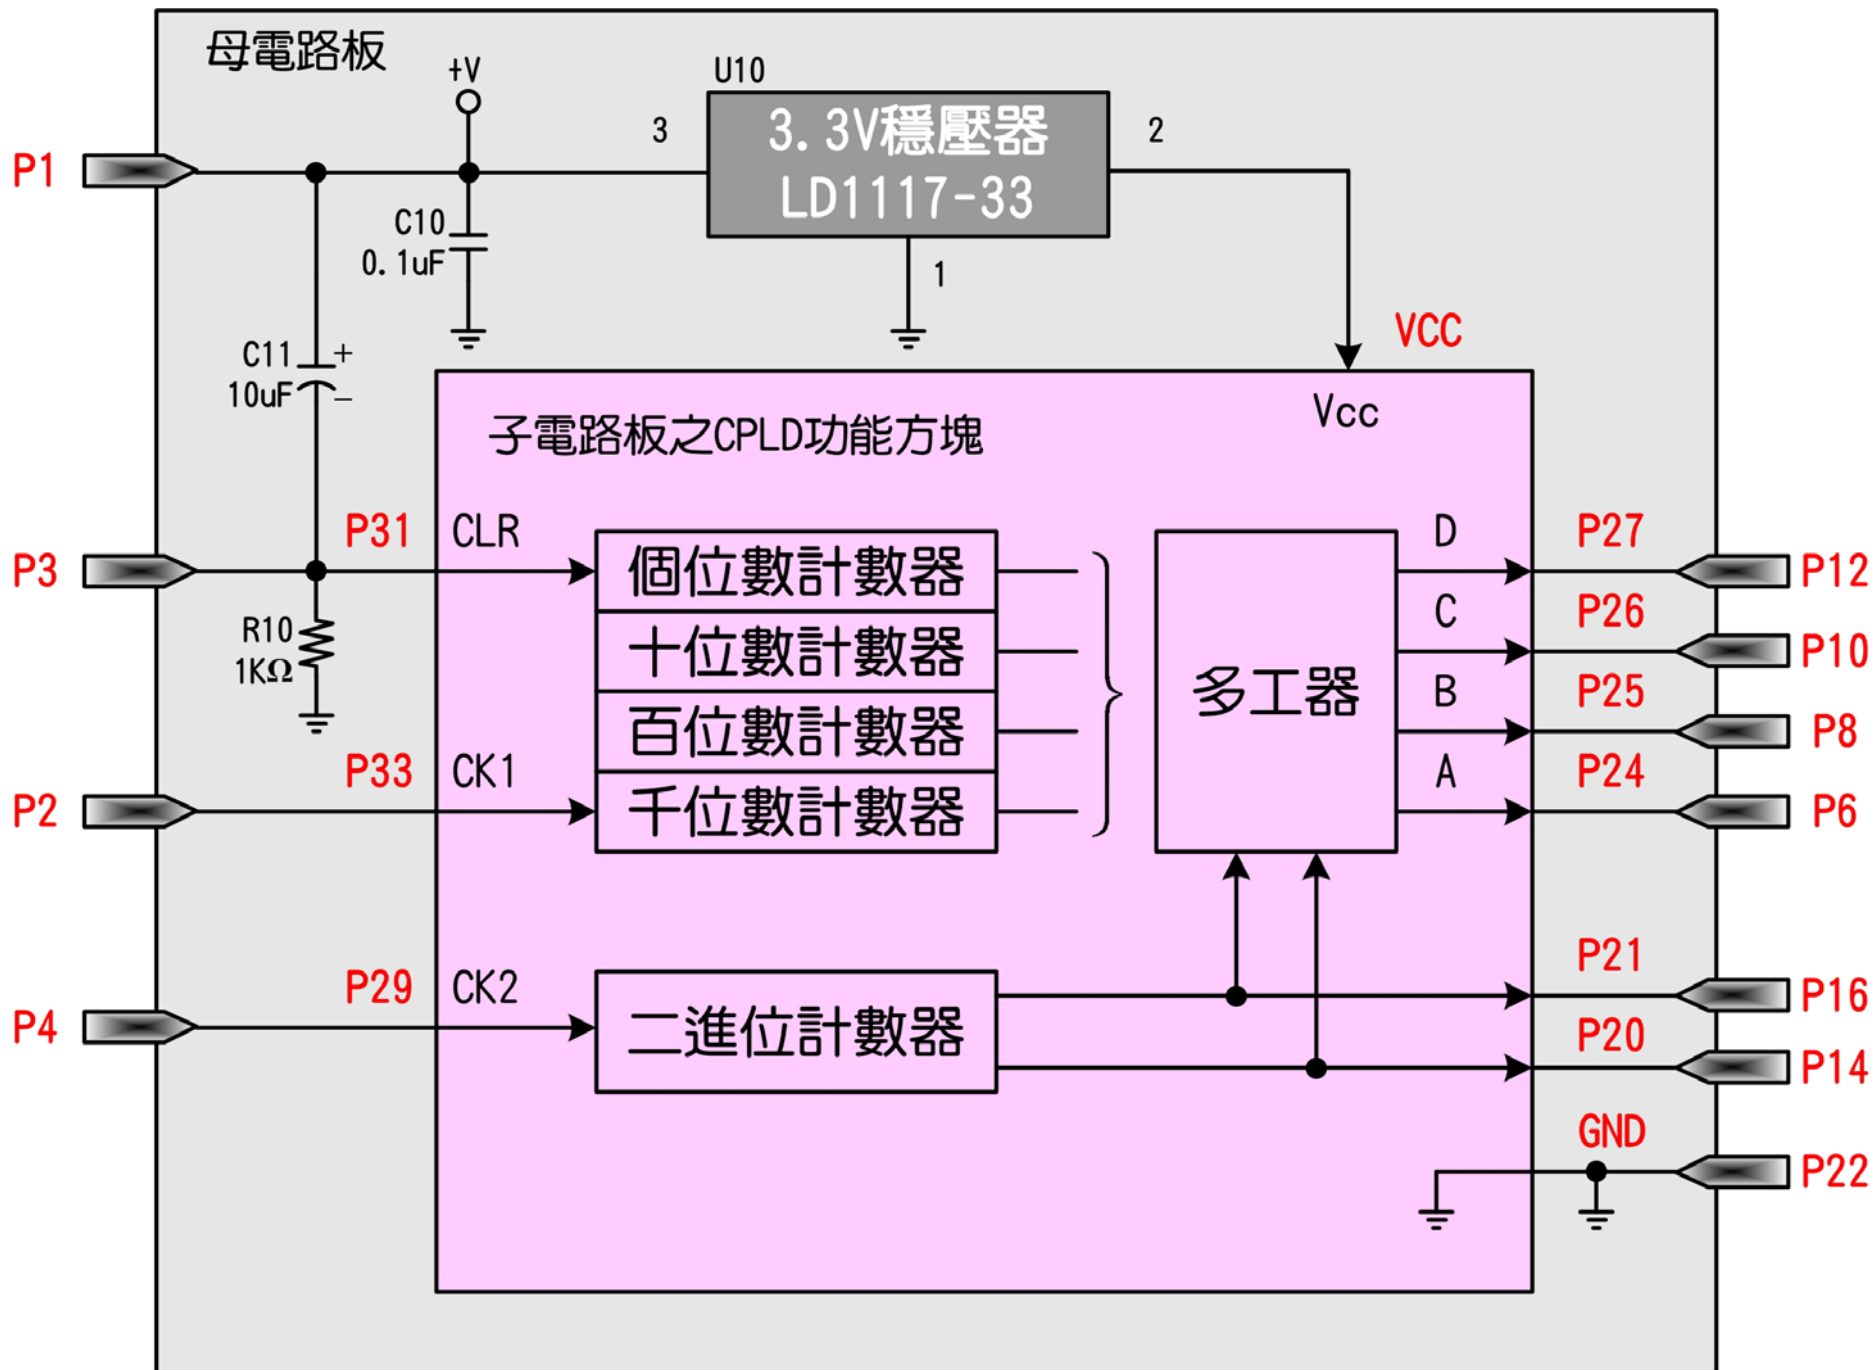 母電路板
+V
U10
3.3V穩壓器
LD1117-33
3
2
1
P1
C10
0.1uF
C11
10uF
+
−
VCC
Vcc
子電路板之CPLD功能方塊
P3
P31
CLR
R10
1KΩ
個位數計數器
十位數計數器
百位數計數器
千位數計數器
多工器
D
P27
P12
C
P26
P10
B
P25
P8
A
P24
P6
P2
P33
CK1
P4
P29
CK2
二進位計數器
P21
P16
P20
P14
GND
P22